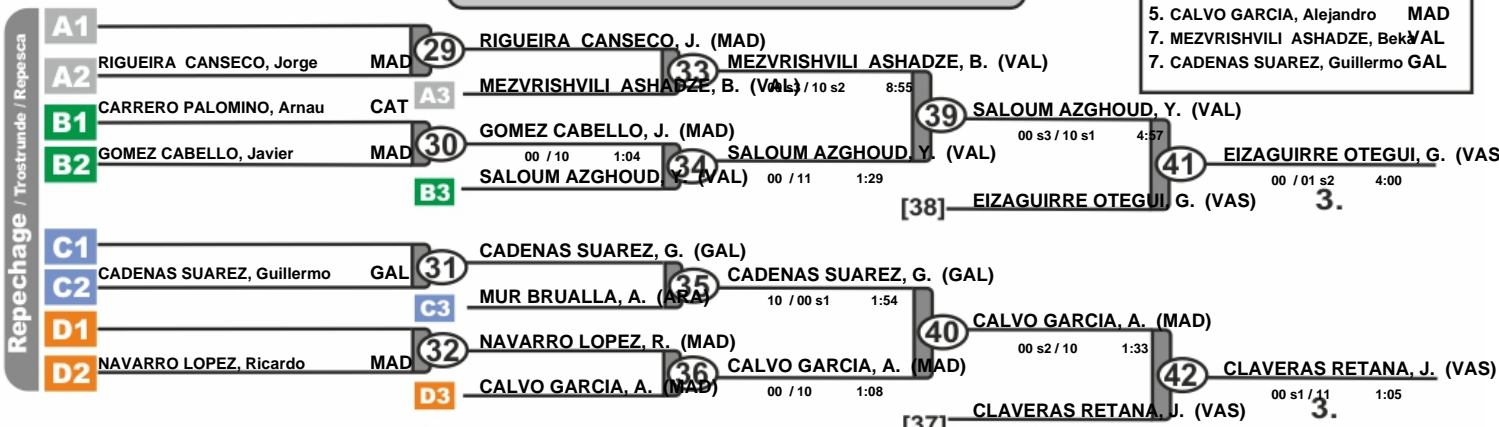 Repechage / Trostrunde / Repesca
5. CALVO GARCIA, Alejandro MAD
7. MEZVRISHVILI ASHADZE, Beka VAL
7. CADENAS SUAREZ, Guillermo GAL
A1
A2 RIGUEIRA CANSECO, Jorge MAD
29
RIGUEIRA CANSECO, J. (MAD)
A3 MEZVRISHVILI ASHADZE, B. (VAL)
33
MEZVRISHVILI ASHADZE, B. (VAL)
00 s3 / 10 s2 8:55
B1 CARRERO PALOMINO, Arnau CAT
B2 GOMEZ CABELLO, Javier MAD
30
GOMEZ CABELLO, J. (MAD)
00 / 10 1:04
B3 SALOUM AZGHOUD, Y. (VAL)
34
SALOUM AZGHOUD, Y. (VAL)
00 / 11 1:29
39
SALOUM AZGHOUD, Y. (VAL)
00 s3 / 10 s1 4:57
[38] EIZAGUIRRE OTEGUI, G. (VAS)
41
EIZAGUIRRE OTEGUI, G. (VAS
00 / 01 s2 4:00
3.
C1
C2 CADENAS SUAREZ, Guillermo GAL
31
CADENAS SUAREZ, G. (GAL)
C3 MUR BRUALLA, A. (ARA)
35
CADENAS SUAREZ, G. (GAL)
10 / 00 s1 1:54
D1
D2 NAVARRO LOPEZ, Ricardo MAD
32
NAVARRO LOPEZ, R. (MAD)
D3 CALVO GARCIA, A. (MAD)
36
CALVO GARCIA, A. (MAD)
00 / 10 1:08
40
CALVO GARCIA, A. (MAD)
00 s2 / 10 1:33
[37] CLAVERAS RETANA, J. (VAS)
42
CLAVERAS RETANA, J. (VAS)
00 s1 / 11 1:05
3.